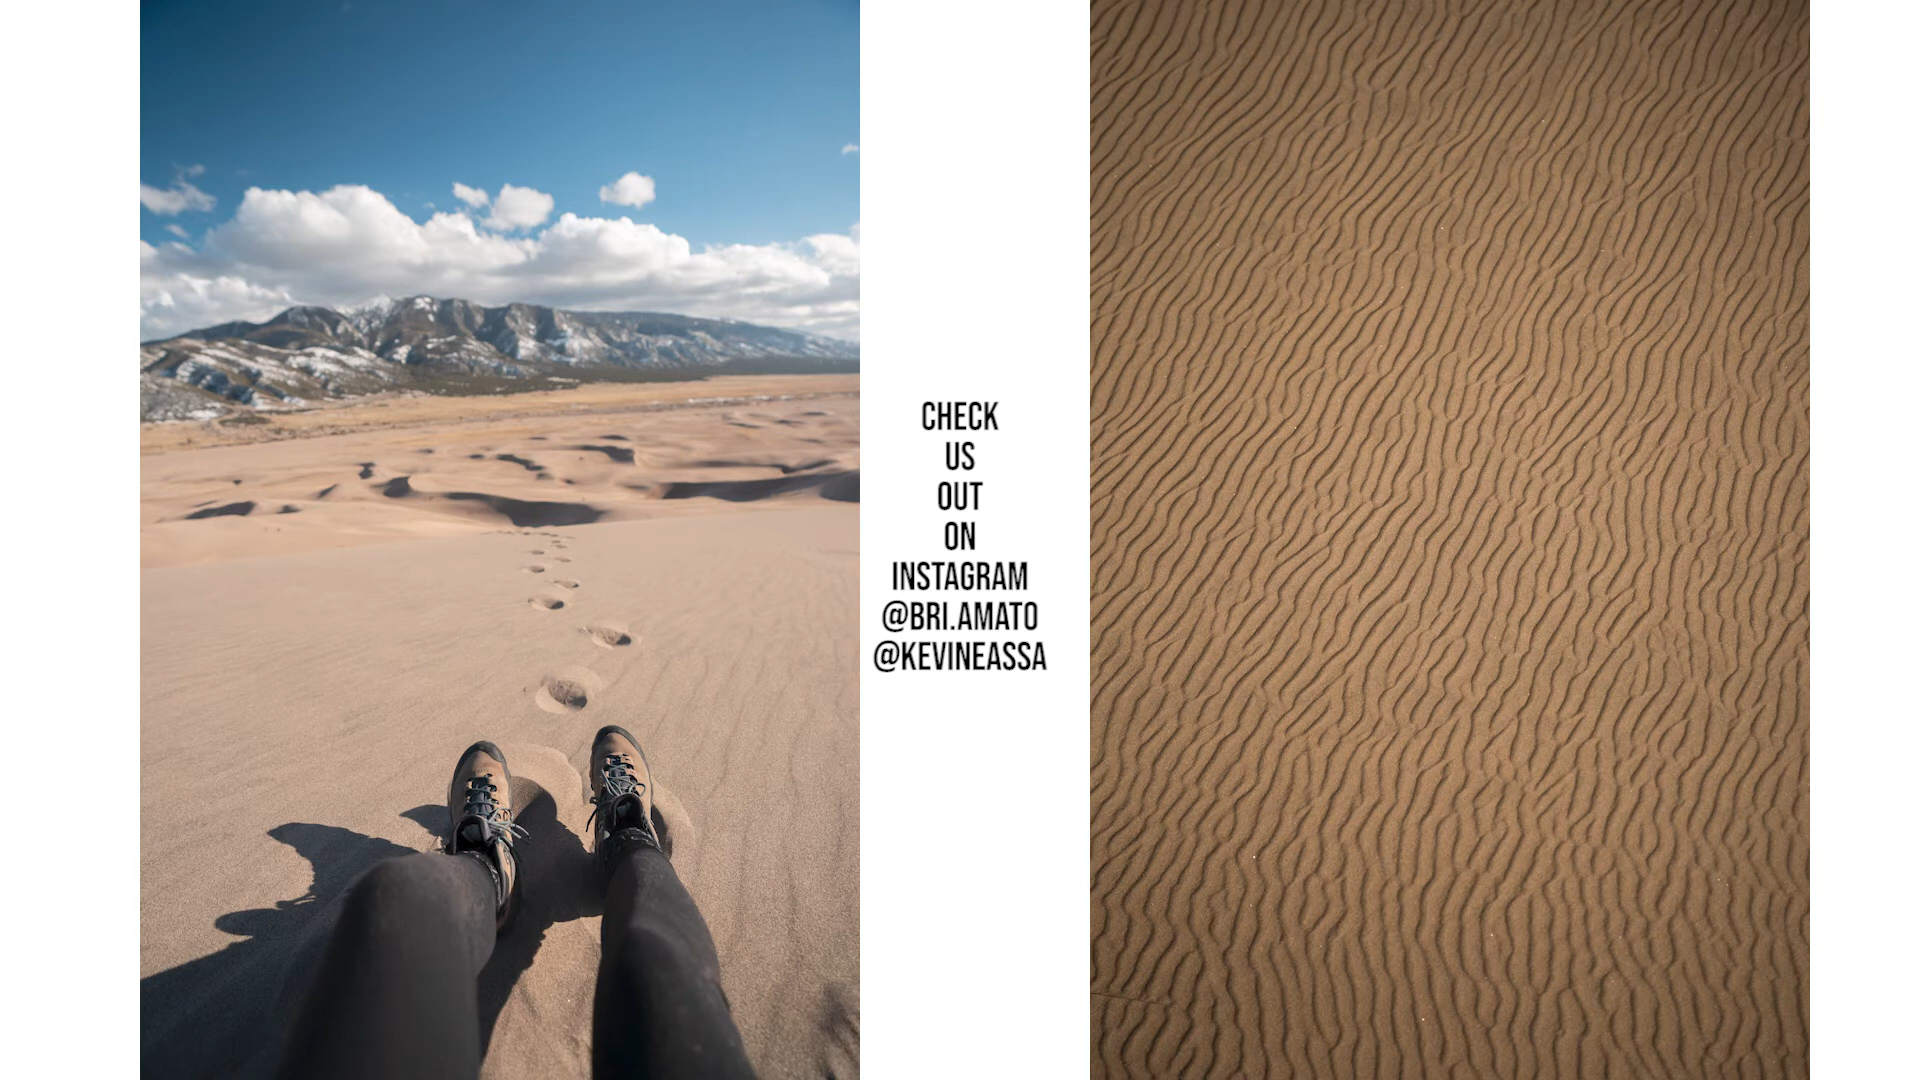 CHECK
US
OUT
ON
INSTAGRAM
@BRI.AMATO
@KEVINEASSA